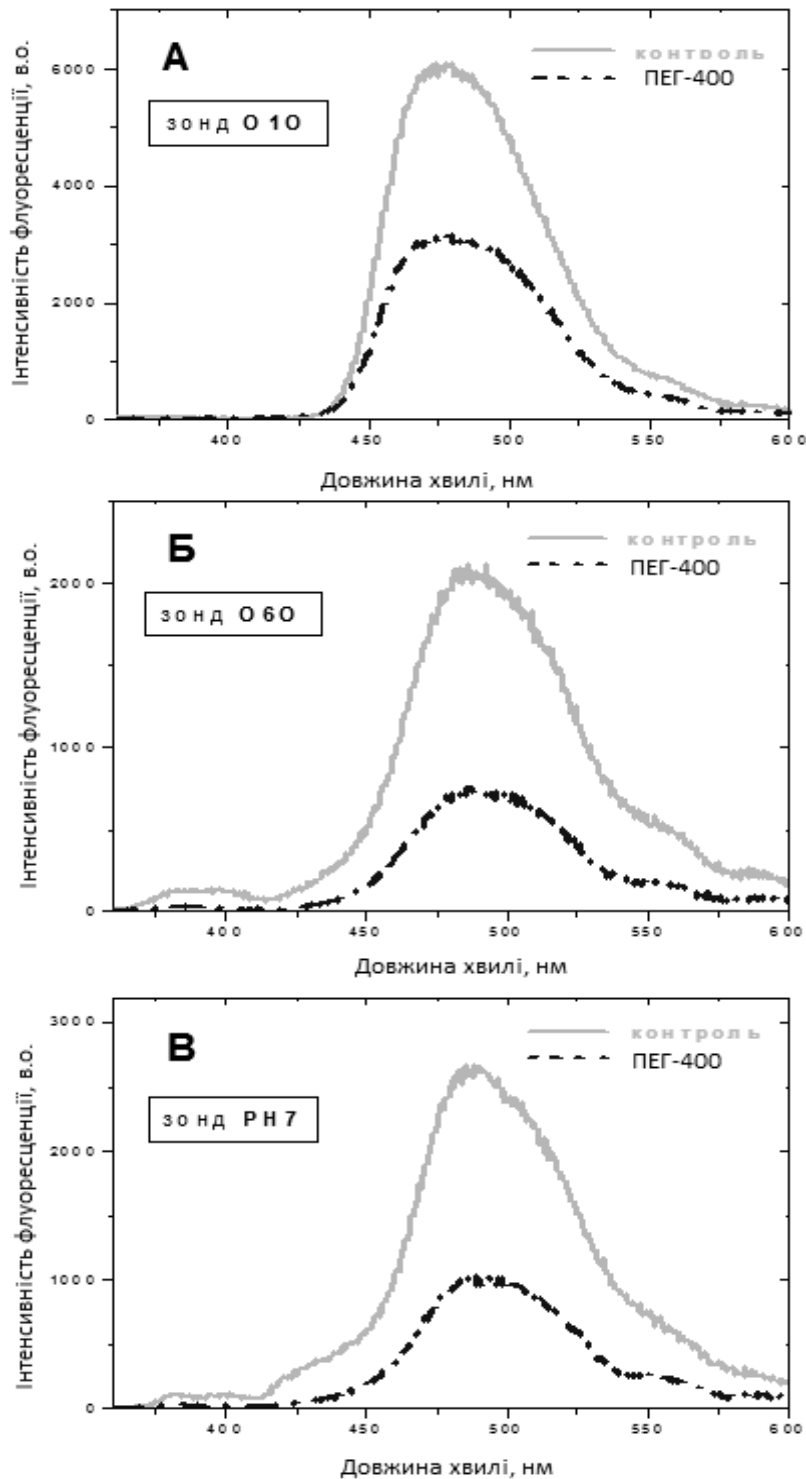 А
контроль
ПЕГ-400
зонд О1О
Інтенсивність флуоресценції, в.о.
6000
4000
2000
0
400 450 500 550 600
Довжина хвилі, нм
Б
контроль
ПЕГ-400
зонд О6О
Інтенсивність флуоресценції, в.о.
2000
1000
0
400 450 500 550 600
Довжина хвилі, нм
В
контроль
ПЕГ-400
зонд РН7
Інтенсивність флуоресценції, в.о.
3000
2000
1000
0
400 450 500 550 600
Довжина хвилі, нм